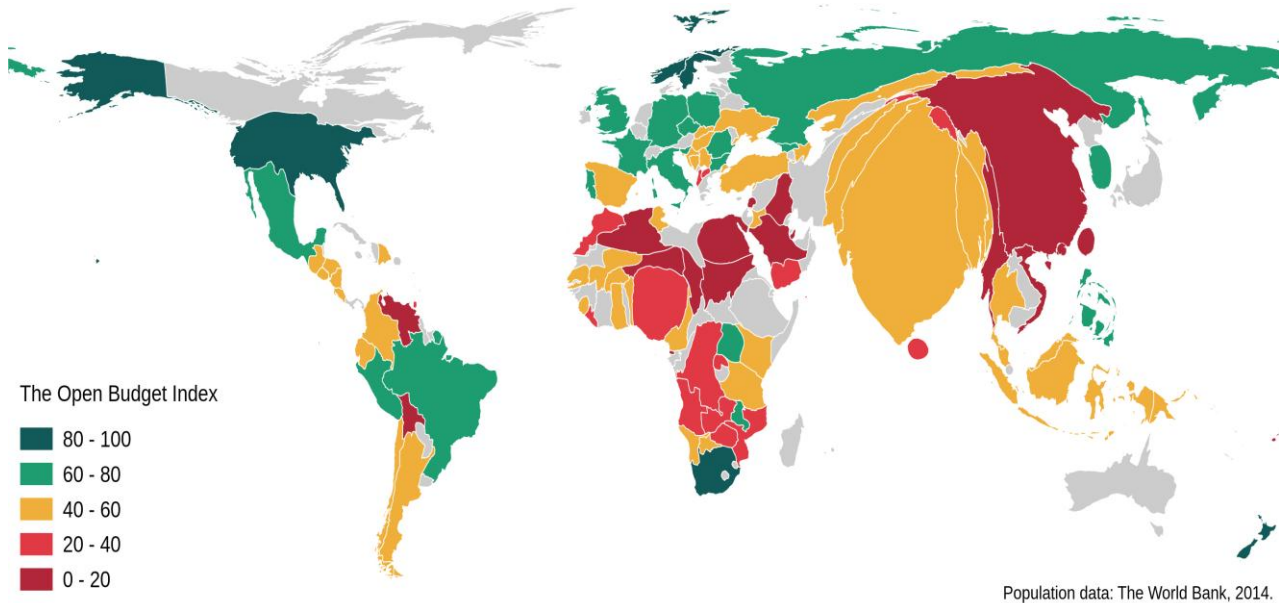 The Open Budget Index
80 - 100
60 - 80
40 - 60
20 - 40
0 - 20
Population data: The World Bank, 2014.